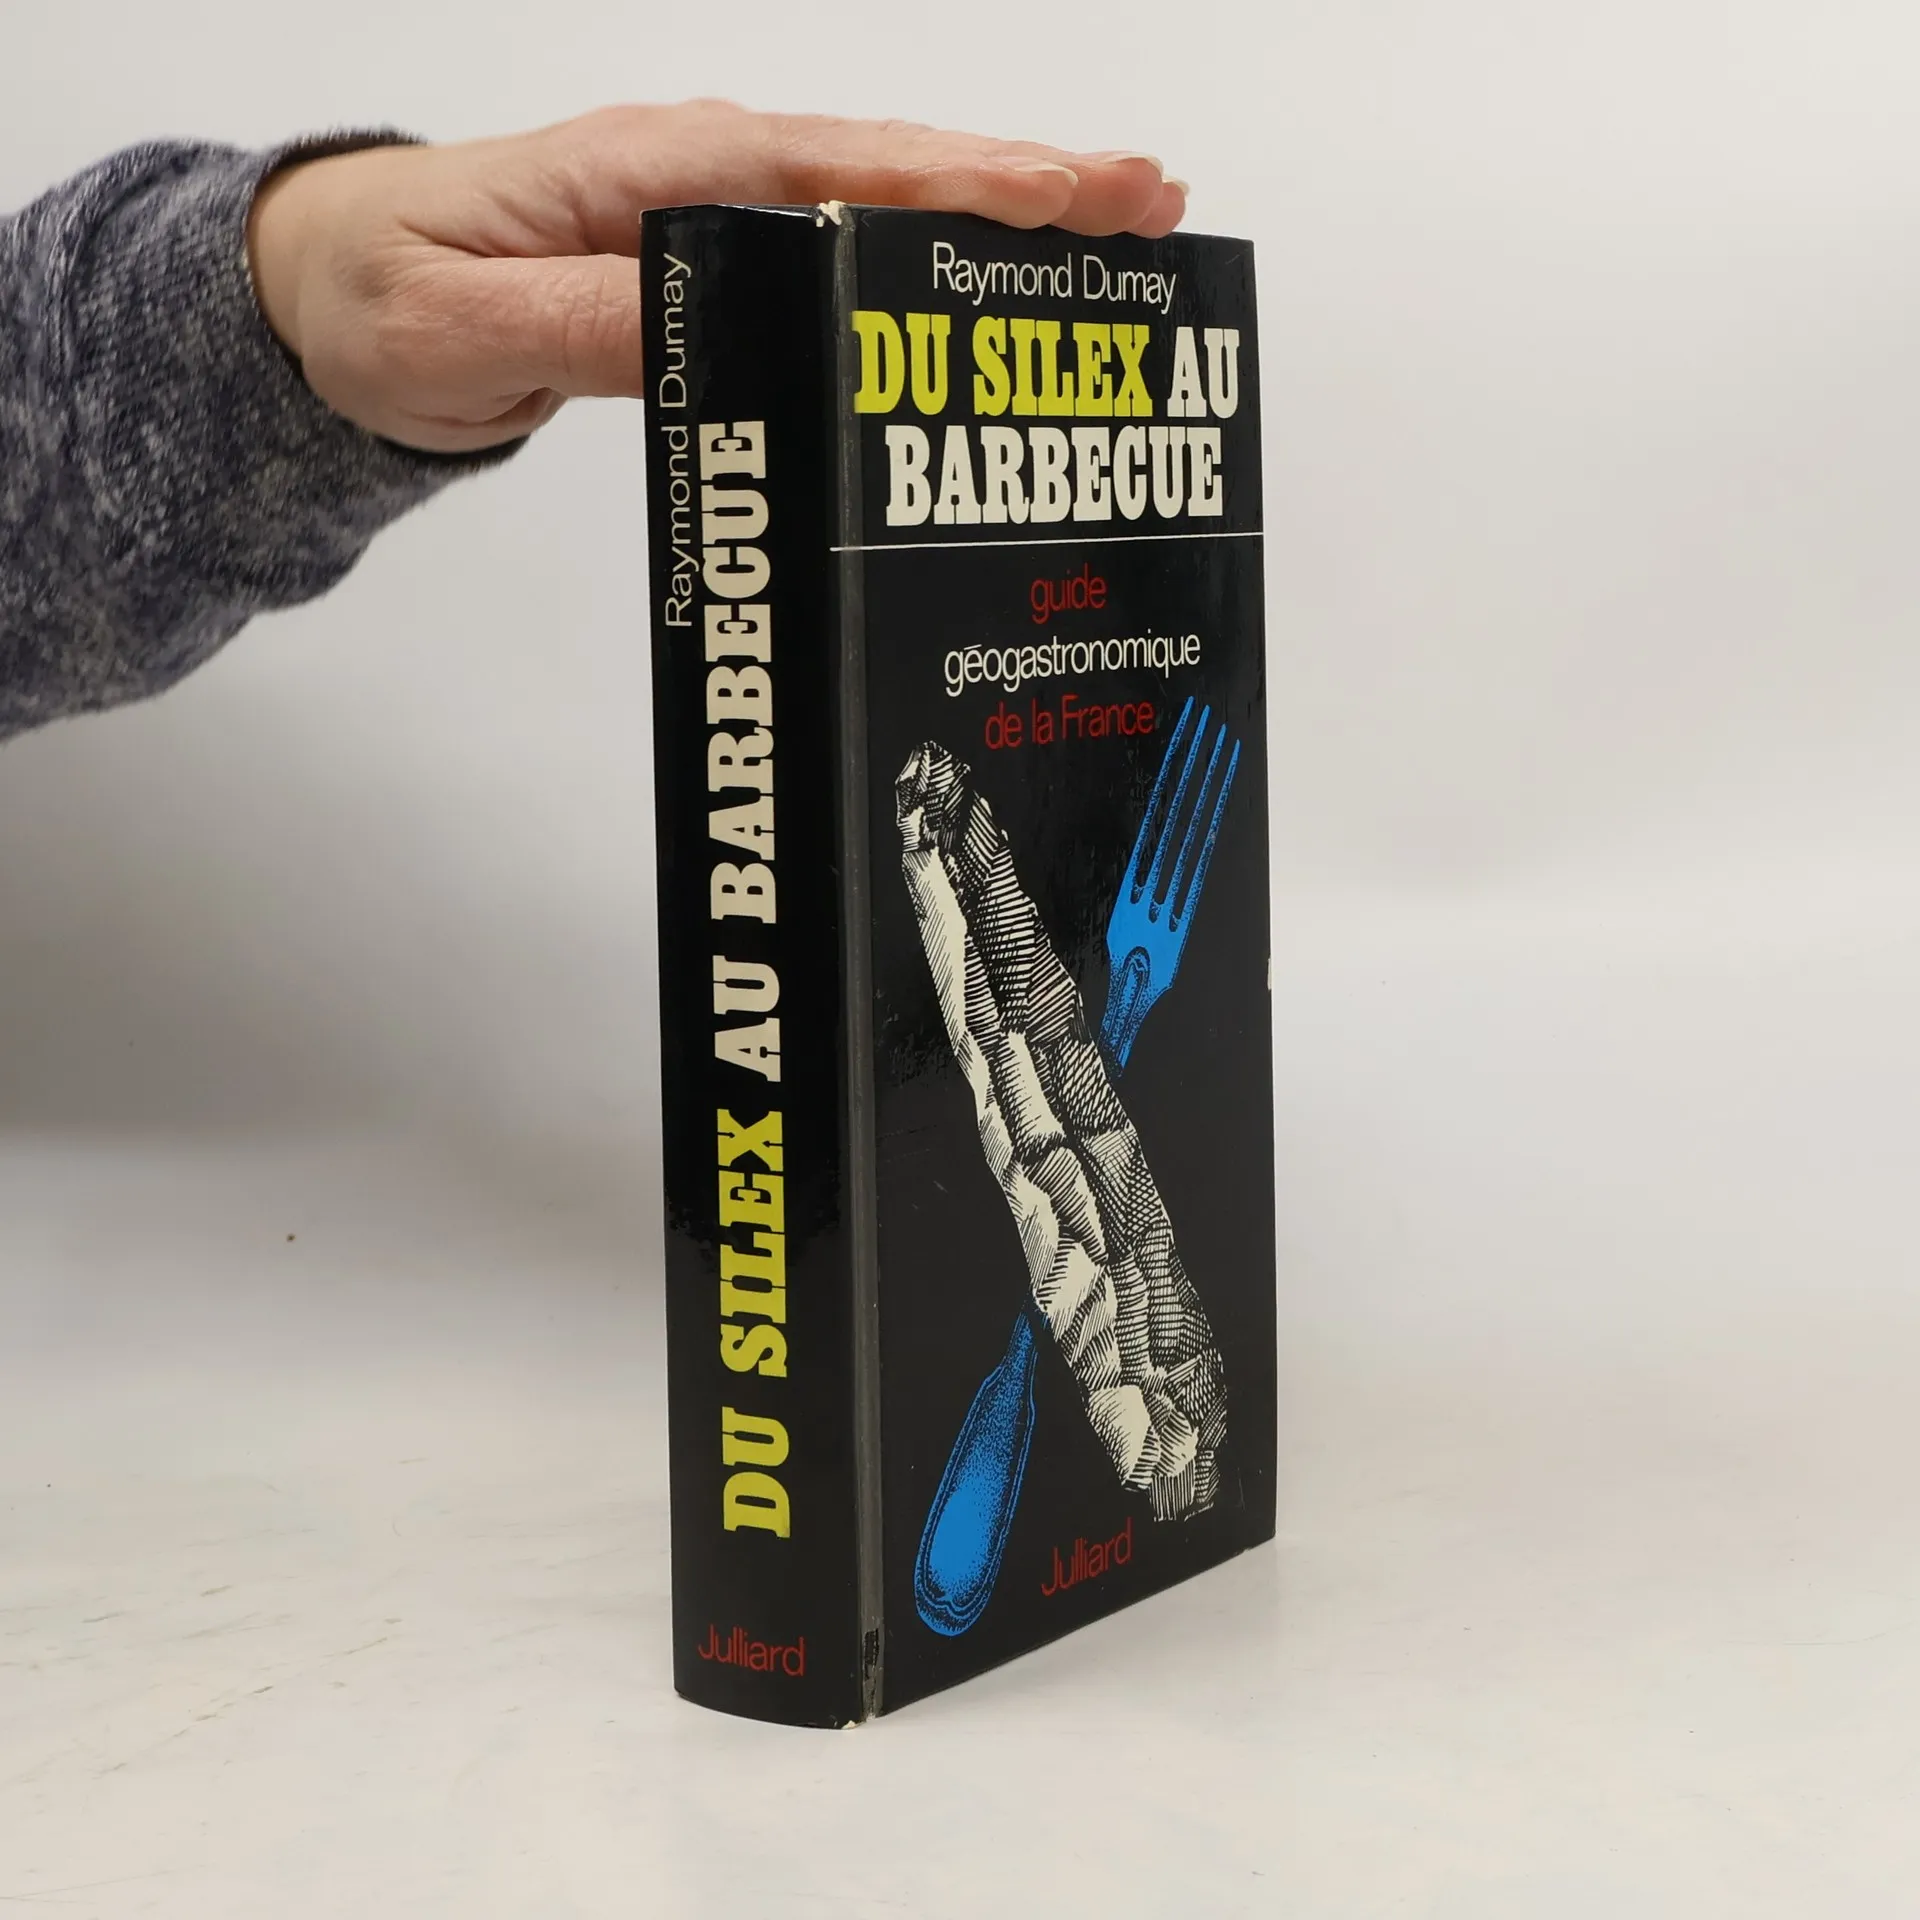 Raymond Dumay
DU SILEX AU BARBECUE
Julliard
Raymond Dumay
DU SILEX AU
BARBECUE
guide
géogastronomique
de la France
Julliard